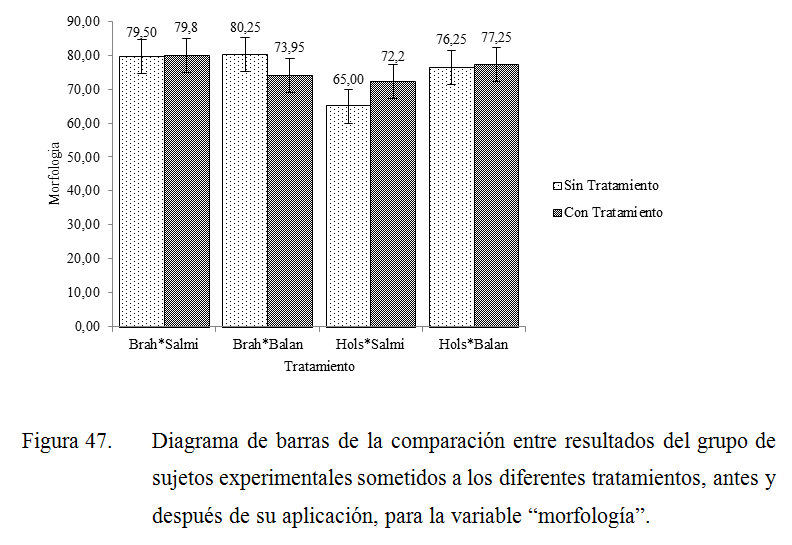 90,00
80,00
70,00
60,00
50,00
40,00
30,00
20,00
10,00
0,00
Morfologia
79,50 79,8 80,25 73,95 65,00 72,2 76,25 77,25
Brah*Salmi Brah*Balan Hols*Salmi Hols*Balan
Tratamiento
Sin Tratamiento
Con Tratamiento
Figura 47. Diagrama de barras de la comparación entre resultados del grupo de
sujetos experimentales sometidos a los diferentes tratamientos, antes y
después de su aplicación, para la variable “morfología”.